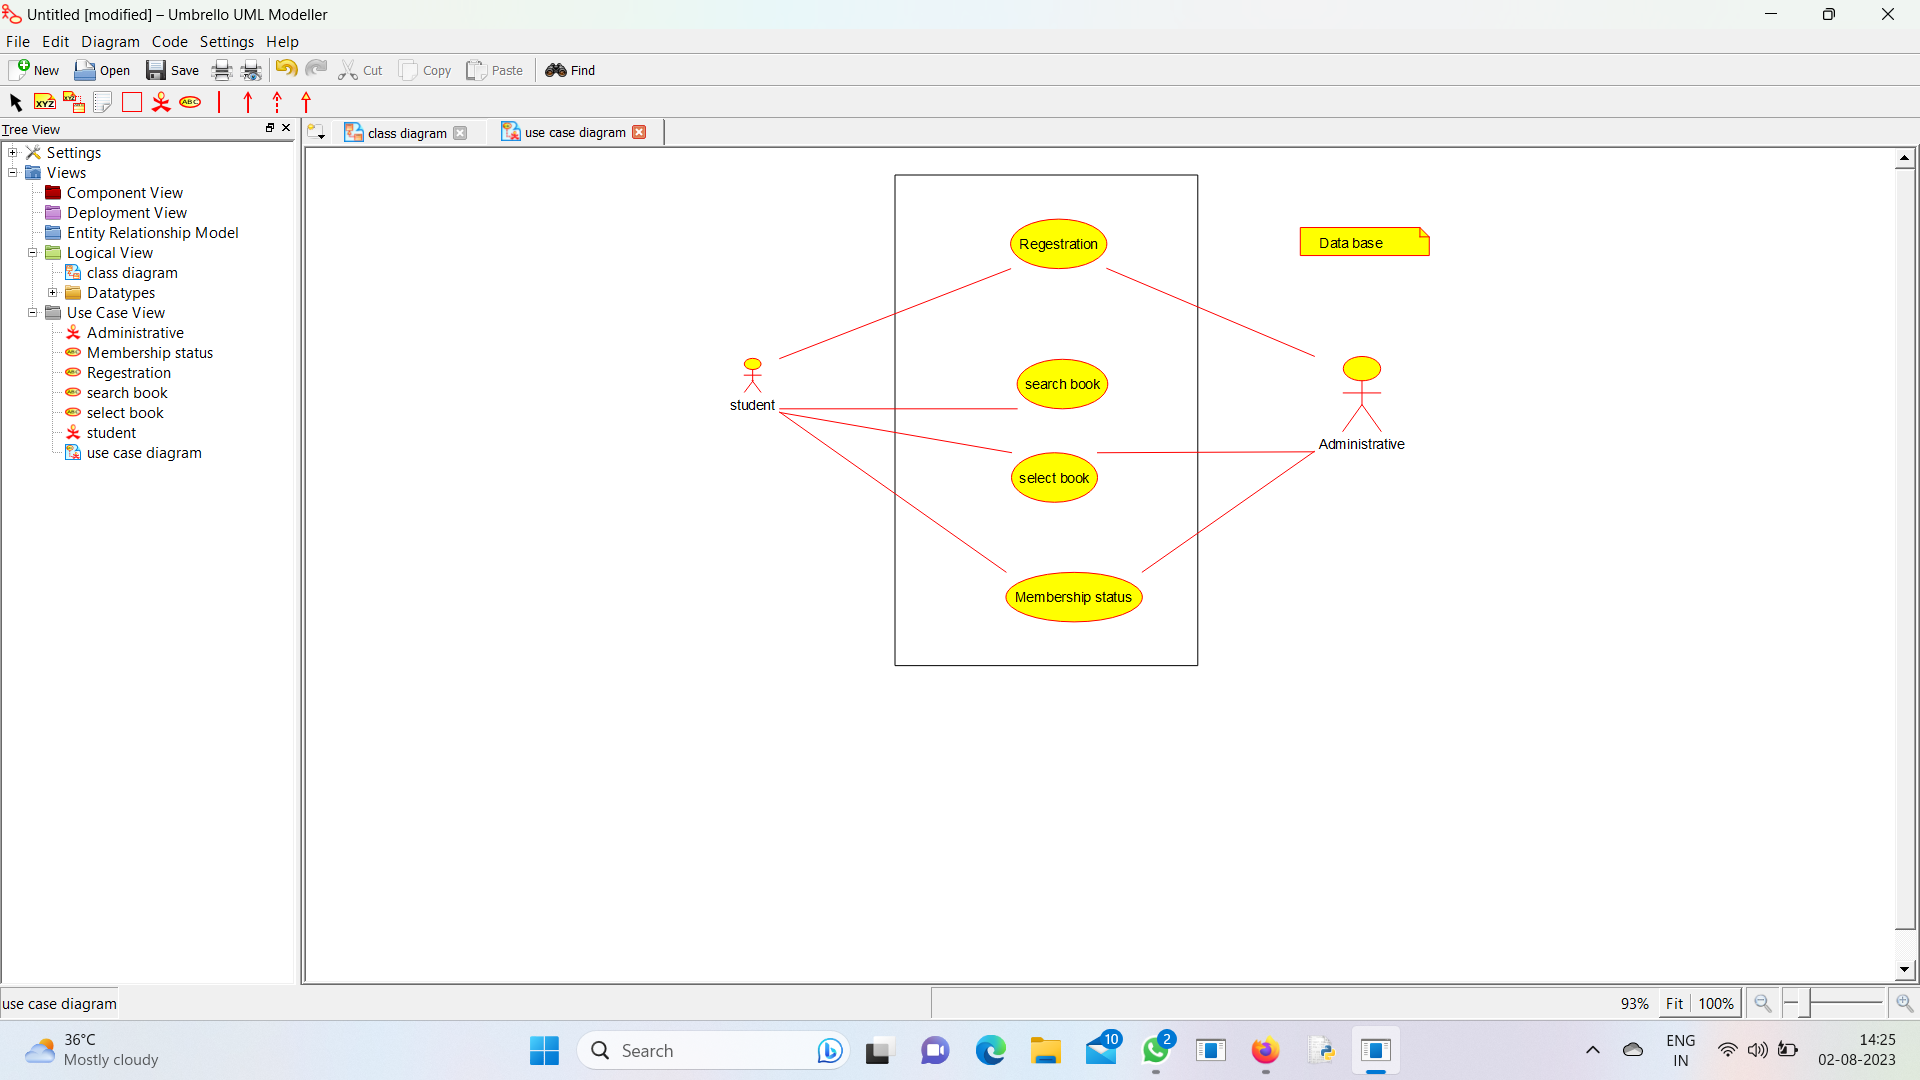 Untitled [modified] – Umbrello UML Modeller
File Edit Diagram Code Settings Help
New Open Save Cut Copy Paste Find
XYZ XYZ ABC
Tree View
class diagram
use case diagram
Settings
Views
Component View
Deployment View
Entity Relationship Model
Logical View
class diagram
Datatypes
Use Case View
Administrative
Membership status
Regestration
search book
select book
student
use case diagram
Regestration
Data base
search book
student
Administrative
select book
Membership status
use case diagram
93% Fit 100%
36°C
Mostly cloudy
Search
10
2
ENG
IN
14:25
02-08-2023